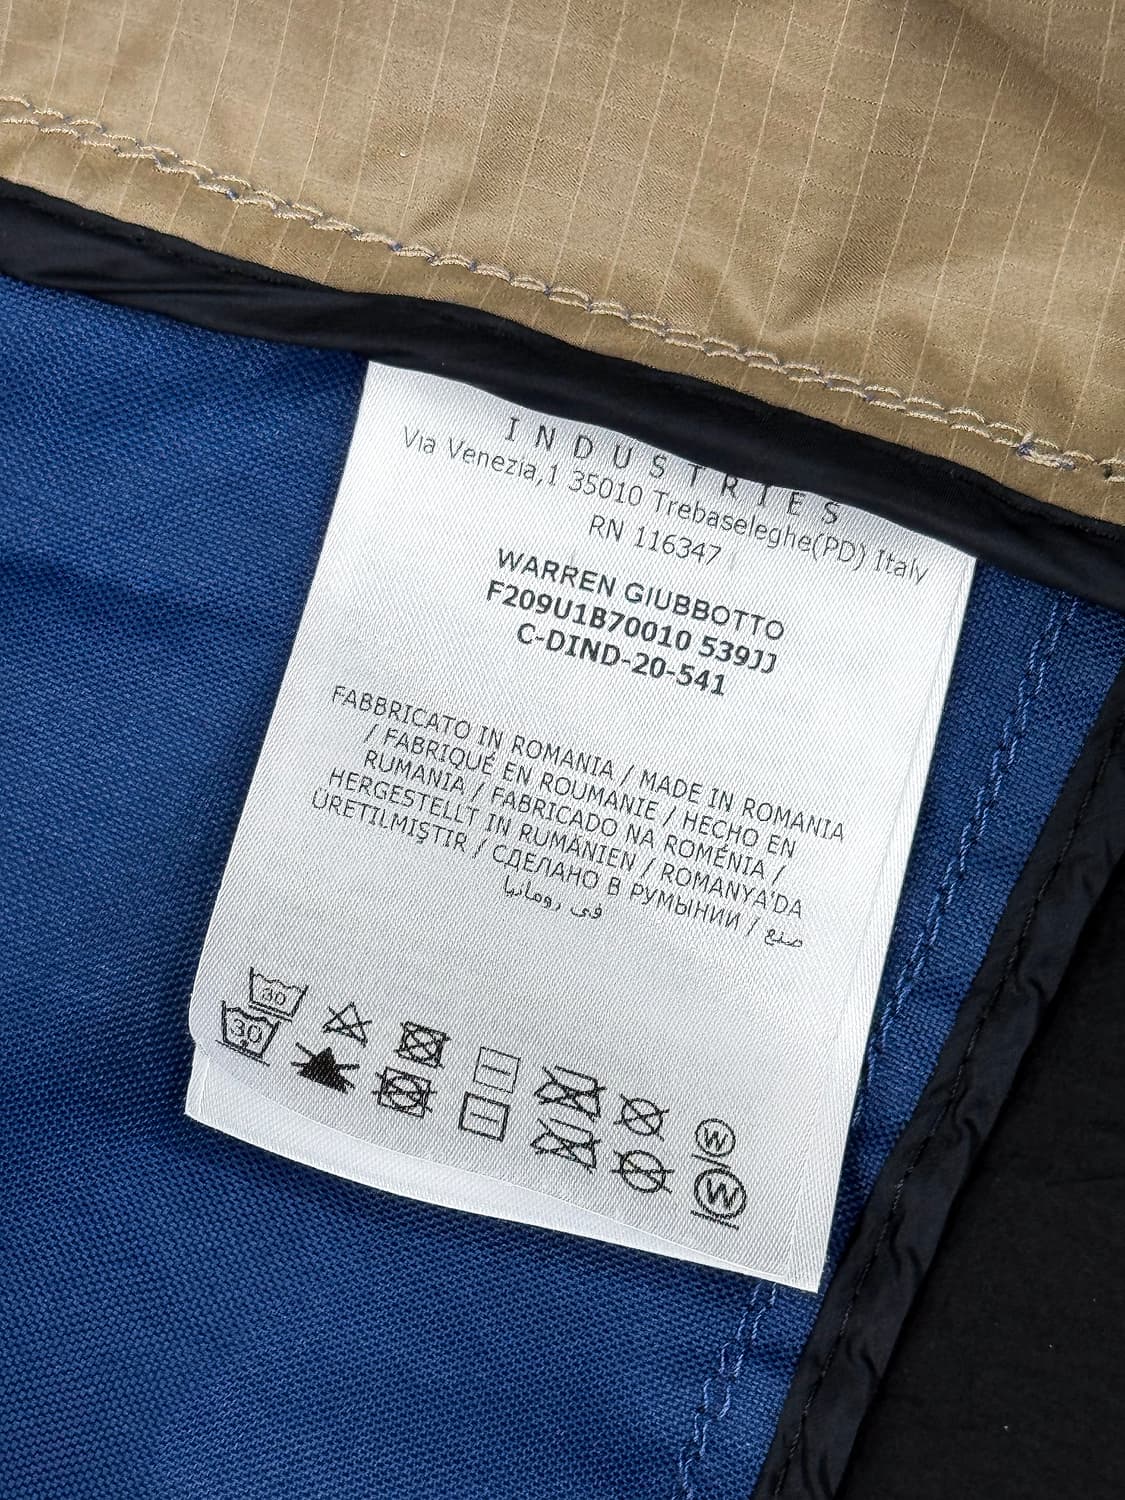 INDUSTRIES
Via Venezia,1 35010 Trebaseleghe(PD) Italy
RN 116347
WARREN GIUBBOTTO
F209U1B70010 539JJ
C-DIND-20-541
FABBRICATO IN ROMANIA / MADE IN ROMANIA
/ FABRIQUÉ EN ROUMANIE / HECHO EN
RUMANIA / FABRICADO NA ROMÉNIA /
HERGESTELLT IN RUMÄNIEN / ROMANYA'DA
ÜRETILMIŞTIR / СДЕЛАНО В РУМЫНИИ / صنع
في رومانيا
30
30
W
W